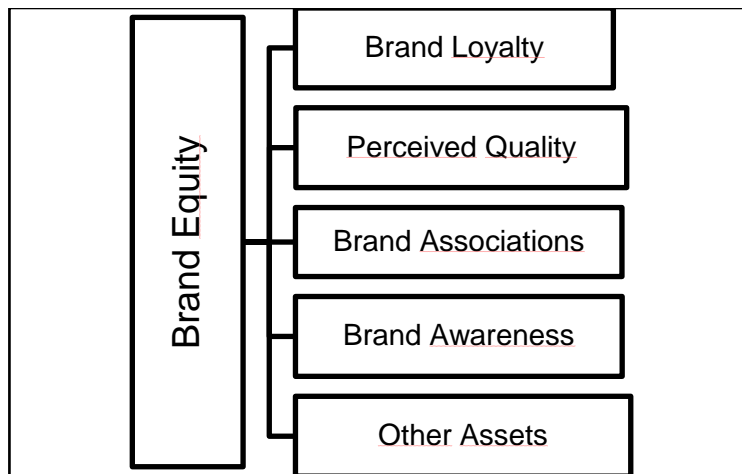 Brand Equity
Brand Loyalty
Perceived Quality
Brand Associations
Brand Awareness
Other Assets